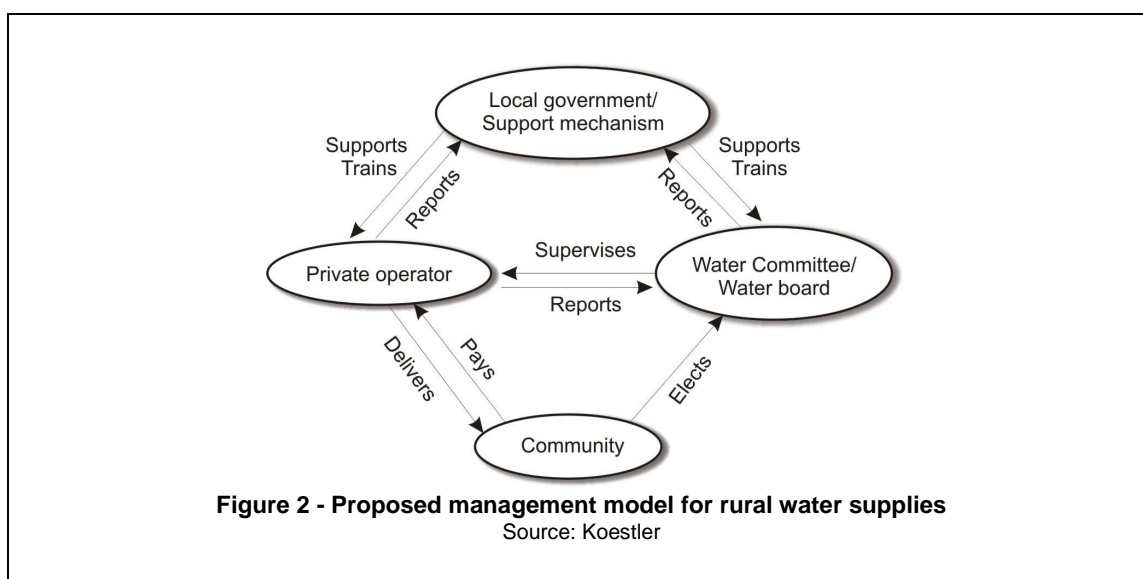 Local government/
Support mechanism
Supports
Trains
Reports
Supports
Trains
Reports
Private operator
Supervises
Reports
Water Committee/
Water board
Delivers
Pays
Elects
Community
Figure 2 - Proposed management model for rural water supplies
Source: Koestler